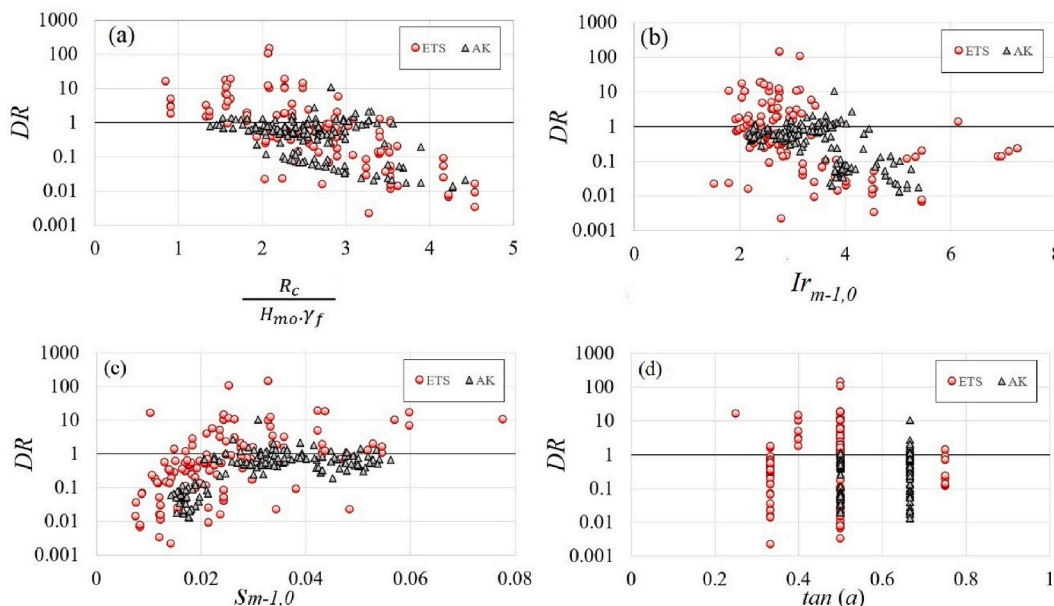 (a)
ETS AK
DR
1000
100
10
1
0.1
0.01
0.001
0 1 2 3 4 5
R_c
H_mo.γ_f
(b)
ETS AK
DR
1000
100
10
1
0.1
0.01
0.001
0 2 4 6 8
Ir_m-1,0
(c)
ETS AK
DR
1000
100
10
1
0.1
0.01
0.001
0 0.02 0.04 0.06 0.08
S_m-1,0
(d)
ETS AK
DR
1000
100
10
1
0.1
0.01
0.001
0 0.2 0.4 0.6 0.8 1
tan (a)